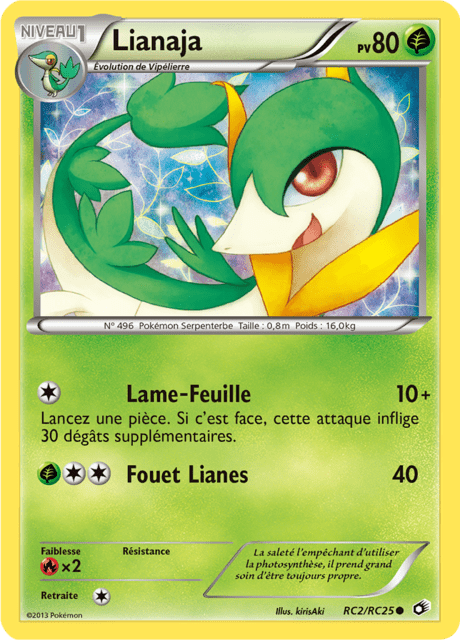 NIVEAU1
Lianaja
PV80
Évolution de Vipélierre
N° 496 Pokémon Serpenterbe Taille : 0,8m Poids : 16,0kg
Lame-Feuille 10+
Lancez une pièce. Si c'est face, cette attaque inflige
30 dégâts supplémentaires.
Fouet Lianes 40
Faiblesse
×2
Résistance
Retraite
La saleté l'empêchant d'utiliser
la photosynthèse, il prend grand
soin d'être toujours propre.
©2013 Pokémon
Illus. kirisAki
RC2/RC25